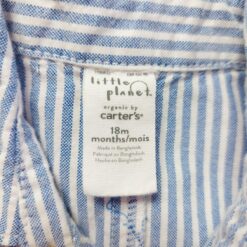 little
planet.
organic by
carter's®
18m
months/mois
Made in Bangladesh
Fabriqué au Bangladesh
Hecho en Bangladesh